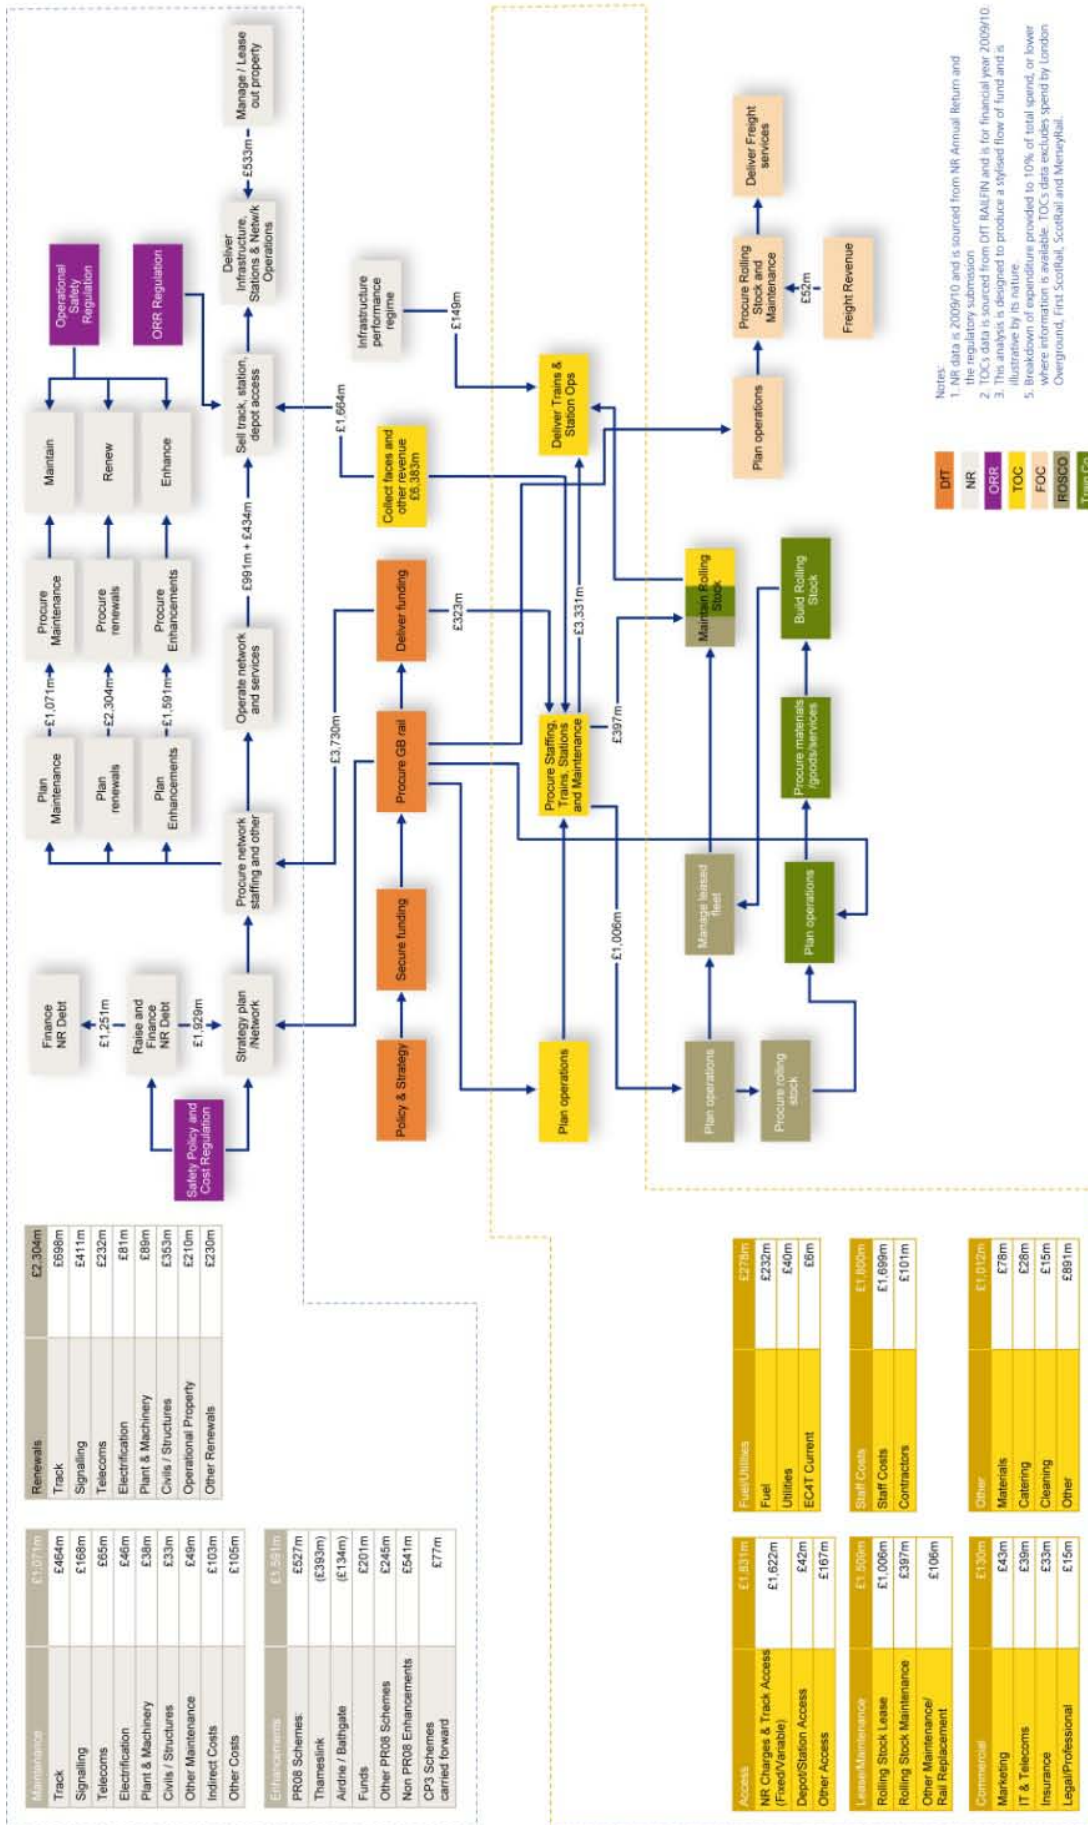 Maintenance £1,071m
Track £464m
Signalling £168m
Telecoms £65m
Electrification £46m
Plant & Machinery £38m
Civils / Structures £33m
Other Maintenance £49m
Indirect Costs £103m
Other Costs £105m
Renewals £2,304m
Track £698m
Signalling £411m
Telecoms £232m
Electrification £81m
Plant & Machinery £89m
Civils / Structures £353m
Operational Property £210m
Other Renewals £230m
Enhancements £1,591m
PR08 Schemes: £527m
Thameslink (£393m)
Airdrie / Bathgate (£134m)
Funds £201m
Other PR08 Schemes £245m
Non PR08 Enhancements £541m
CP3 Schemes
carried forward £77m
Safety Policy and
Cost Regulation
Finance
NR Debt
£1,251m
Raise and
Finance
NR Debt
£1,929m
Strategy plan
/Network
Procure network
staffing and other
Plan
Maintenance
£1,071m
Procure
Maintenance
Maintain
Plan
renewals
£2,304m
Procure
renewals
Renew
Plan
Enhancements
£1,591m
Procure
Enhancements
Enhance
Operational
Safety
Regulation
ORR Regulation
Operate network
and services
£991m + £434m
Sell track, station,
depot access
Deliver
Infrastructure,
Stations & Netw/k
Operations
£533m
Manage / Lease
out property
£3,730m
£1,664m
Infrastructure
performance
regime
£149m
Policy & Strategy
Secure funding
Procure GB rail
Deliver funding
£323m
Collect faces and
other revenue
£6,383m
Plan operations
Procure Staffing,
Trains, Stations
and Maintenance
£3,331m
Deliver Trains &
Station Ops
£1,006m
£397m
Plan operations
Manage leased
fleet
Maintain Rolling
Stock
Procure rolling
stock
Plan operations
Procure materials
/goods/services
Build Rolling
Stock
Plan operations
Procure Rolling
Stock and
Maintenance
Deliver Freight
services
£52m
Freight Revenue
Access £1,831m
NR Charges & Track Access
(Fixed/Variable) £1,622m
Depot/Station Access £42m
Other Access £167m
Fuel/Utilities £278m
Fuel £232m
Utilities £40m
EC4T Current £6m
Lease/Maintenance £1,509m
Rolling Stock Lease £1,006m
Rolling Stock Maintenance £397m
Other Maintenance/
Rail Replacement £106m
Staff Costs £1,800m
Staff Costs £1,699m
Contractors £101m
Commercial £130m
Marketing £43m
IT & Telecoms £39m
Insurance £33m
Legal/Professional £15m
Other £1,012m
Materials £78m
Catering £28m
Cleaning £15m
Other £891m
DfT
NR
ORR
TOC
FOC
ROSCO
Train Co
Notes:
1. NR data is 2009/10 and is sourced from NR Annual Return and
the regulatory submission
2. TOCs data is sourced from DfT RAILFIN and is for financial year 2009/10.
3. This analysis is designed to produce a stylised flow of fund and is
illustrative by its nature.
5. Breakdown of expenditure provided to 10% of total spend, or lower
where information is available. TOCs data excludes spend by London
Overground, First ScotRail, ScotRail and MerseyRail.